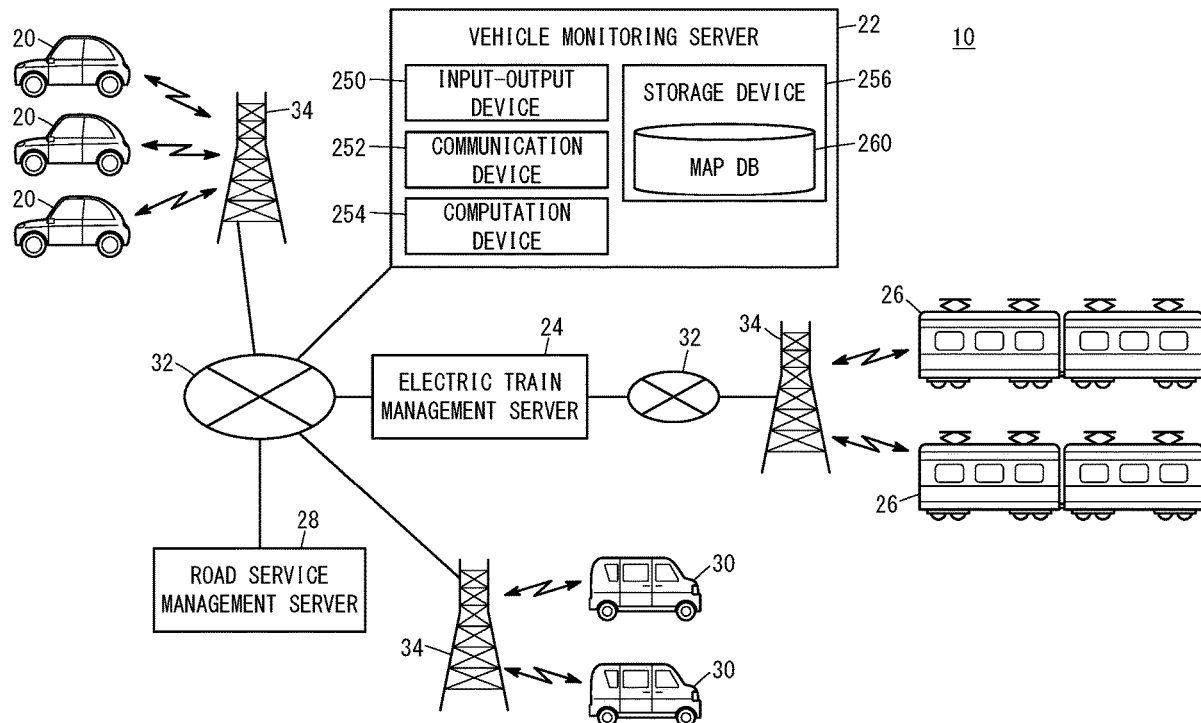 20
20
20
34
VEHICLE MONITORING SERVER
22
10
250
INPUT-OUTPUT
DEVICE
252
COMMUNICATION
DEVICE
254
COMPUTATION
DEVICE
STORAGE DEVICE
256
MAP DB
260
32
24
ELECTRIC TRAIN
MANAGEMENT SERVER
32
34
26
26
28
ROAD SERVICE
MANAGEMENT SERVER
34
30
30